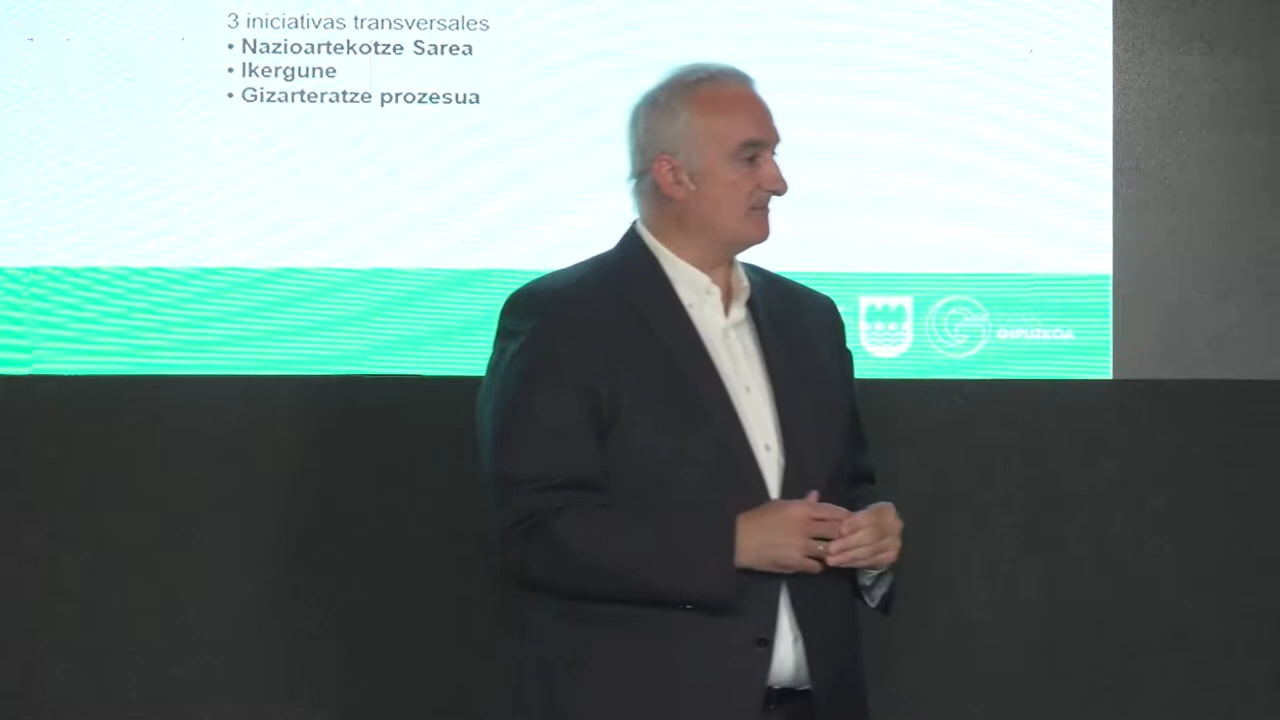 3 iniciativas transversales
• Nazioartekotze Sarea
• Ikergune
• Gizarteratze prozesua
GIPUZKOA